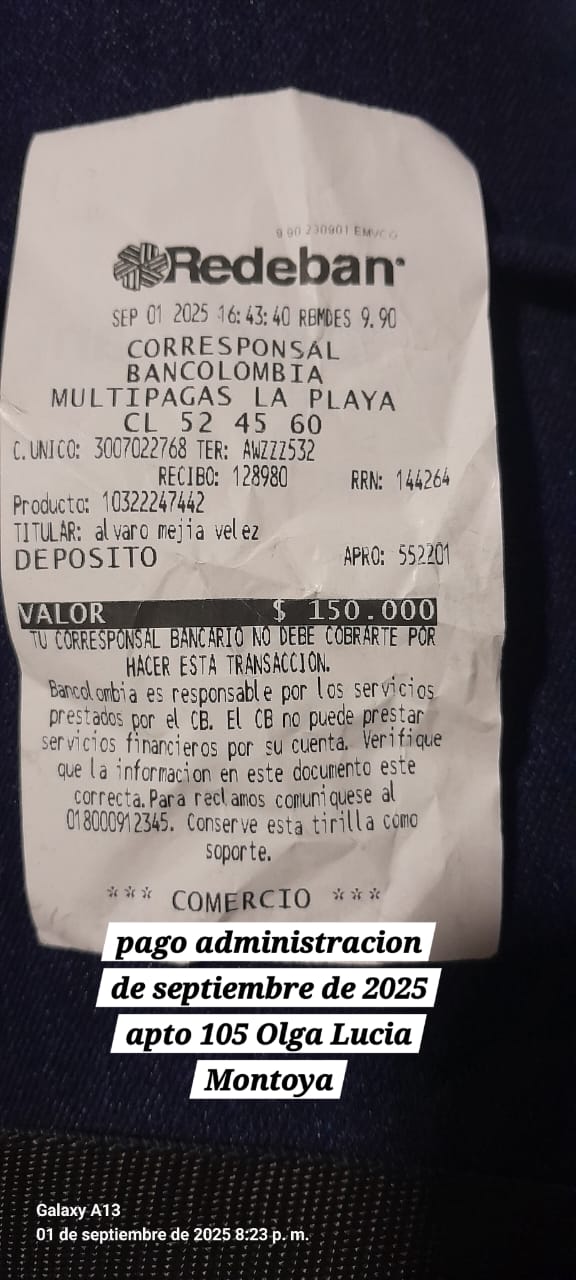 9.90 230901 EMVCO
Redeban
SEP 01 2025 16:43:40 RBMDES 9.90
CORRESPONSAL
BANCOLOMBIA
MULTIPAGAS LA PLAYA
CL 52 45 60
C.UNICO: 3007022768 TER: AWZZZ532
RECIBO: 128980 RRN: 144264
Producto: 10322247442
TITULAR: alvaro mejia velez
DEPOSITO APRO: 552201
VALOR $ 150.000
TU CORRESPONSAL BANCARIO NO DEBE COBRARTE POR
HACER ESTA TRANSACCION.
Bancolombia es responsable por los servicios
prestados por el CB. El CB no puede prestar
servicios financieros por su cuenta. Verifique
que la informacion en este documento este
correcta.Para reclamos comuniquese al
018000912345. Conserve esta tirilla como
soporte.
*** COMERCIO ***
pago administracion
de septiembre de 2025
apto 105 Olga Lucia
Montoya
Galaxy A13
01 de septiembre de 2025 8:23 p. m.